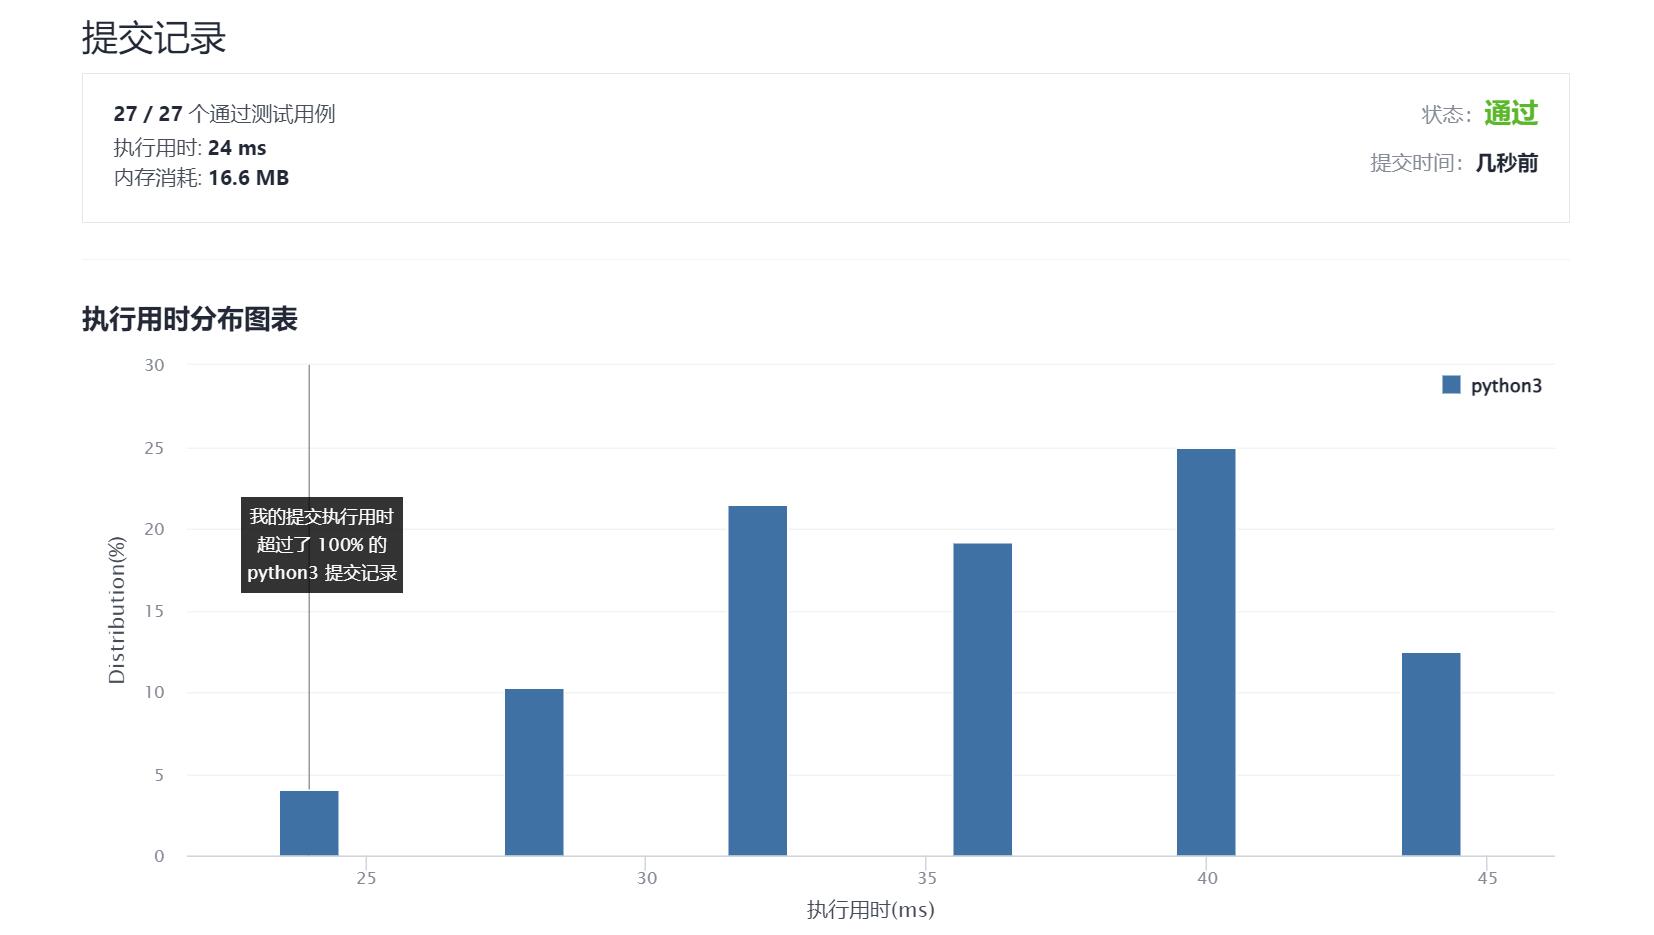 提交记录
27 / 27 个通过测试用例
状态：通过
执行用时: 24 ms
提交时间：几秒前
内存消耗: 16.6 MB
执行用时分布图表
python3
30
25
20
15
10
5
0
Distribution(%)
我的提交执行用时
超过了 100% 的
python3 提交记录
25 30 35 40 45
执行用时(ms)